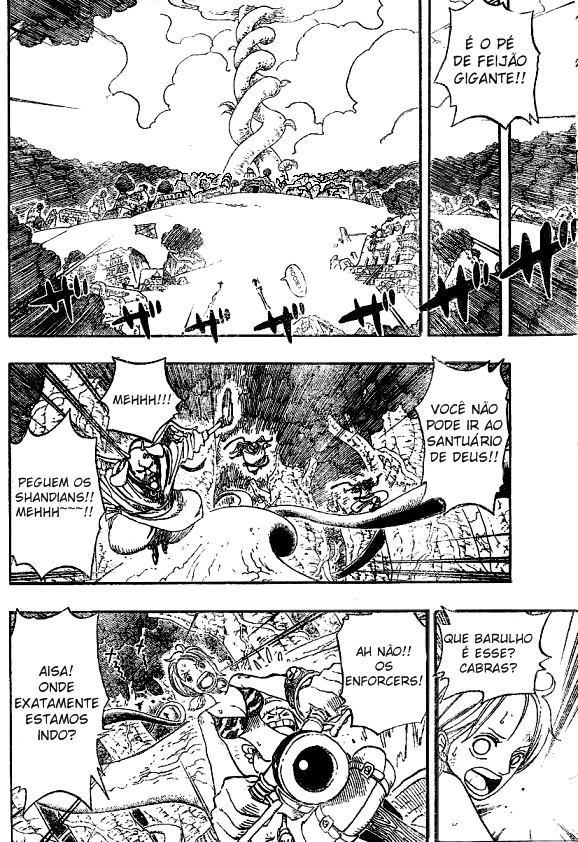 É O PÉ
DE FEIJÃO
GIGANTE!!
VOCÊ NÃO
PODE IR AO
SANTUÁRIO
DE DEUS!!
MEHHH!!!
PEGUEM OS
SHANDIANS!!
MEHHH~~~!!
QUE BARULHO
É ESSE?
CABRAS?
AH NÃO!!
OS
ENFORCERS!
AISA!
ONDE
EXATAMENTE
ESTAMOS
INDO?